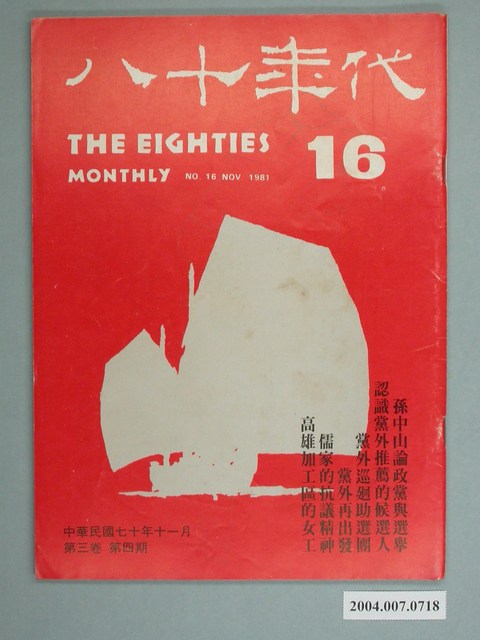 八十年代
THE EIGHTIES
MONTHLY NO. 16 NOV 1981
16
孫中山論政黨與選舉
認識黨外推薦的候選人
黨外巡廻助選團
黨外再出發
儒家的抗議精神
高雄加工區的女工
中華民國七十年十一月
第三卷 第四期
2004.007.0718